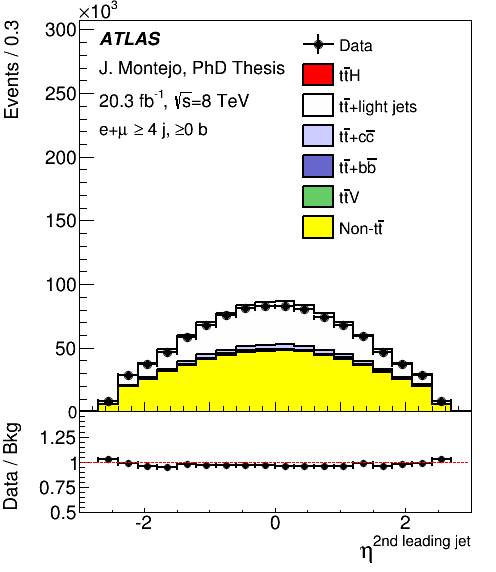 ×10³
Events / 0.3
300
250
200
150
100
50
0
ATLAS
J. Montejo, PhD Thesis
20.3 fb⁻¹, √s=8 TeV
e+μ ≥ 4 j, ≥0 b
Data
tt̄H
tt̄+light jets
tt̄+cc̄
tt̄+bb̄
tt̄V
Non-tt̄
Data / Bkg
1.25
1
0.75
0.5
-2 0 2
η^2nd leading jet